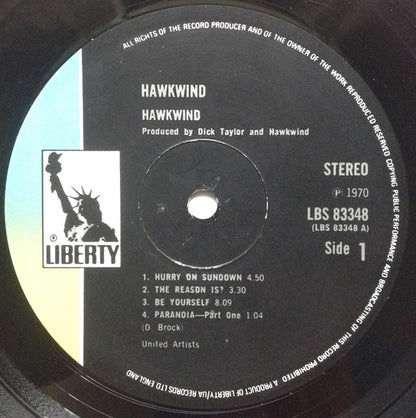 ALL RIGHTS OF THE RECORD PRODUCER AND OF THE OWNER OF THE WORK REPRODUCED RESERVED COPYING PUBLIC PERFORMANCE AND BROADCASTING OF THIS RECORD PROHIBITED
A PRODUCT OF LIBERTY/UA RECORDS LTD ENGLAND
HAWKWIND
HAWKWIND
Produced by Dick Taylor and Hawkwind
STEREO
℗ 1970
LBS 83348
(LBS 83348 A)
Side 1
® LIBERTY
1. HURRY ON SUNDOWN 4.50
2. THE REASON IS? 3.30
3. BE YOURSELF 8.09
4. PARANOIA—Part One 1.04
(D. Brock)
United Artists